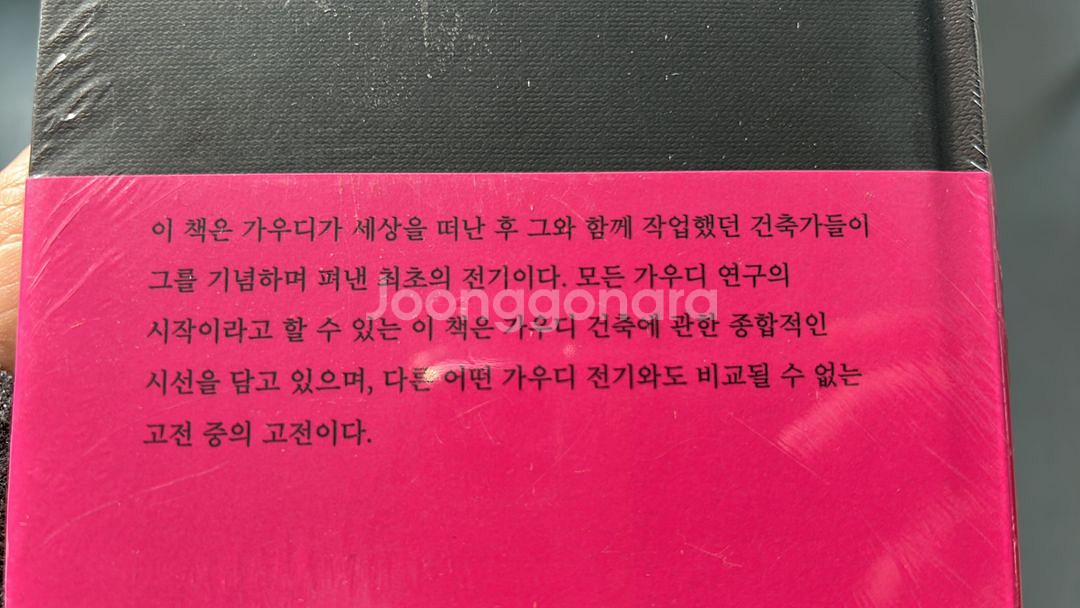 이 책은 가우디가 세상을 떠난 후 그와 함께 작업했던 건축가들이
그를 기념하며 펴낸 최초의 전기이다. 모든 가우디 연구의
Joonggonara
시작이라고 할 수 있는 이 책은 가우디 건축에 관한 종합적인
시선을 담고 있으며, 다른 어떤 가우디 전기와도 비교될 수 없는
고전 중의 고전이다.